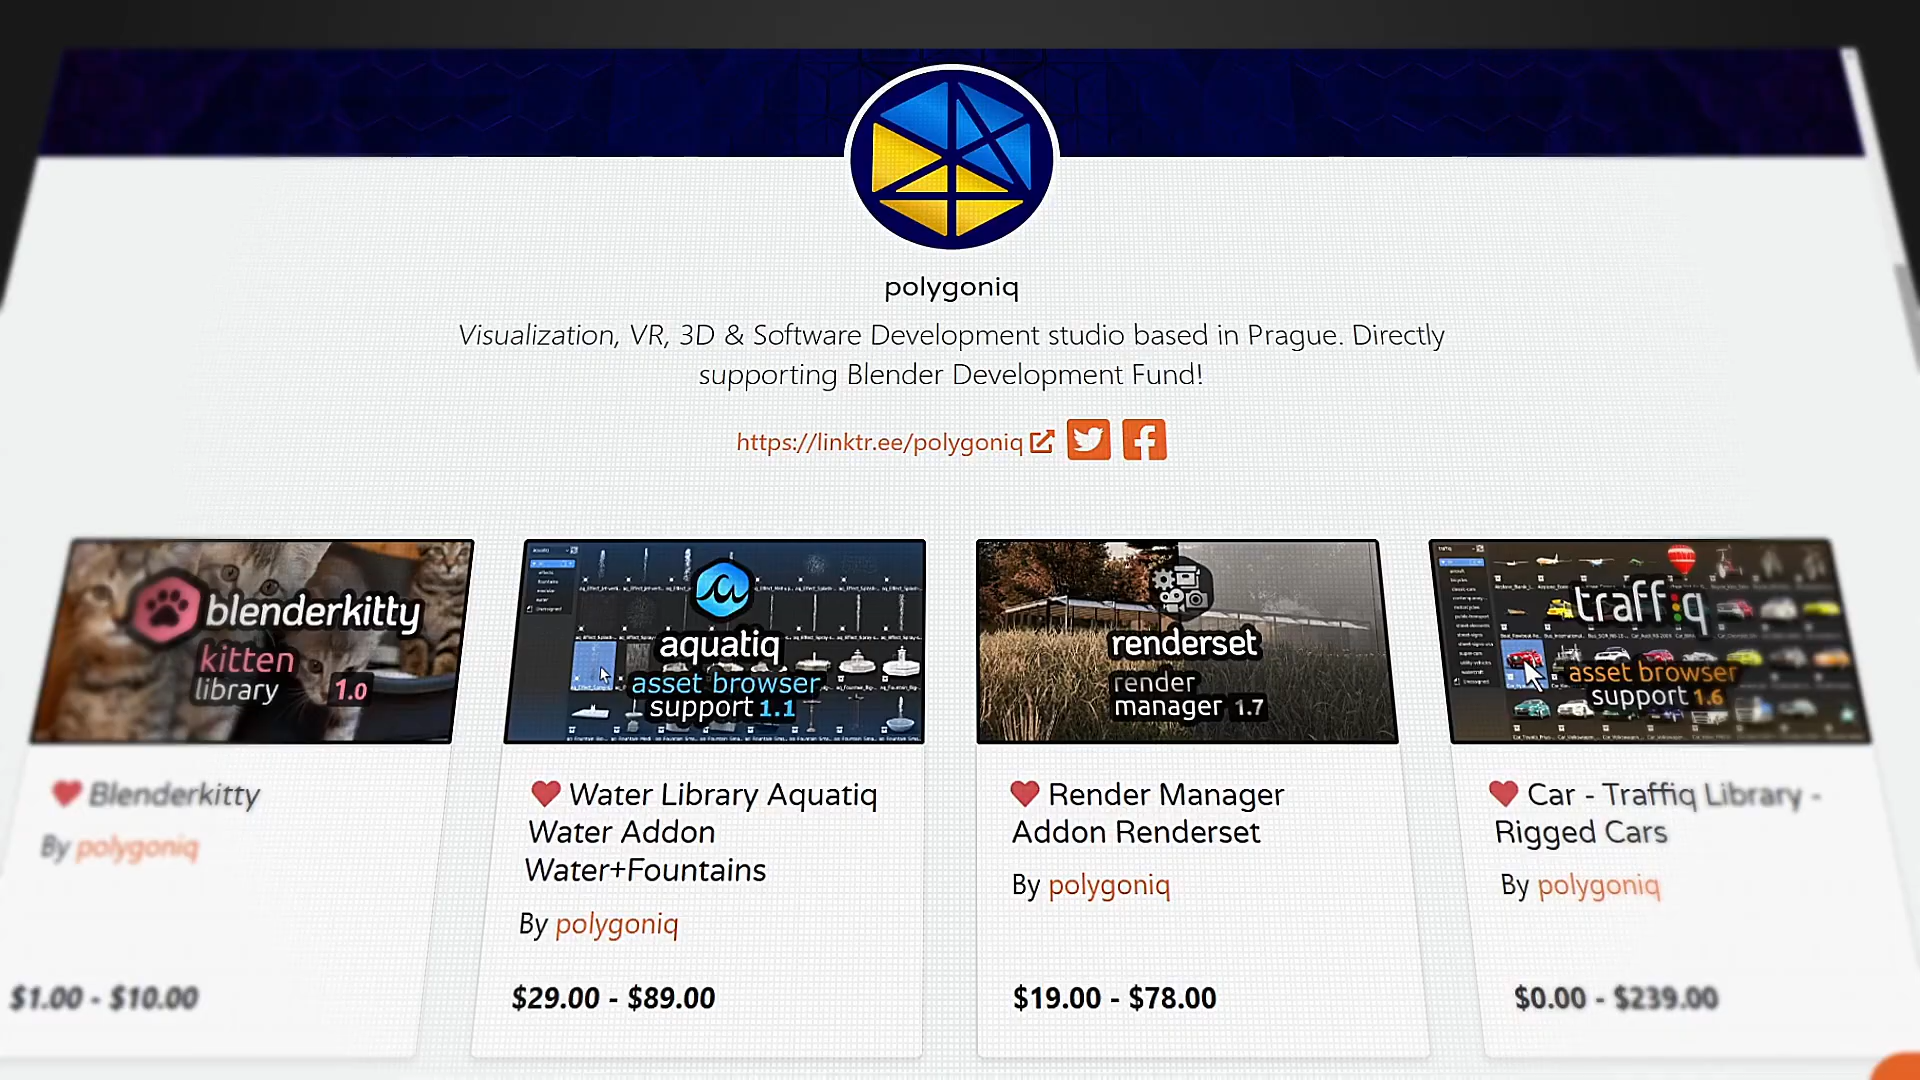 polygoniq
Visualization, VR, 3D & Software Development studio based in Prague. Directly
supporting Blender Development Fund!
https://linktr.ee/polygoniq
blenderkitty
kitten
library 1.0
aquatiq
asset browser
support 1.1
renderset
render
manager 1.7
traffiq
asset browser
support 1.6
Blenderkitty
By polygoniq
$1.00 - $10.00
Water Library Aquatiq
Water Addon
Water+Fountains
By polygoniq
$29.00 - $89.00
Render Manager
Addon Renderset
By polygoniq
$19.00 - $78.00
Car - Traffiq Library -
Rigged Cars
By polygoniq
$0.00 - $239.00